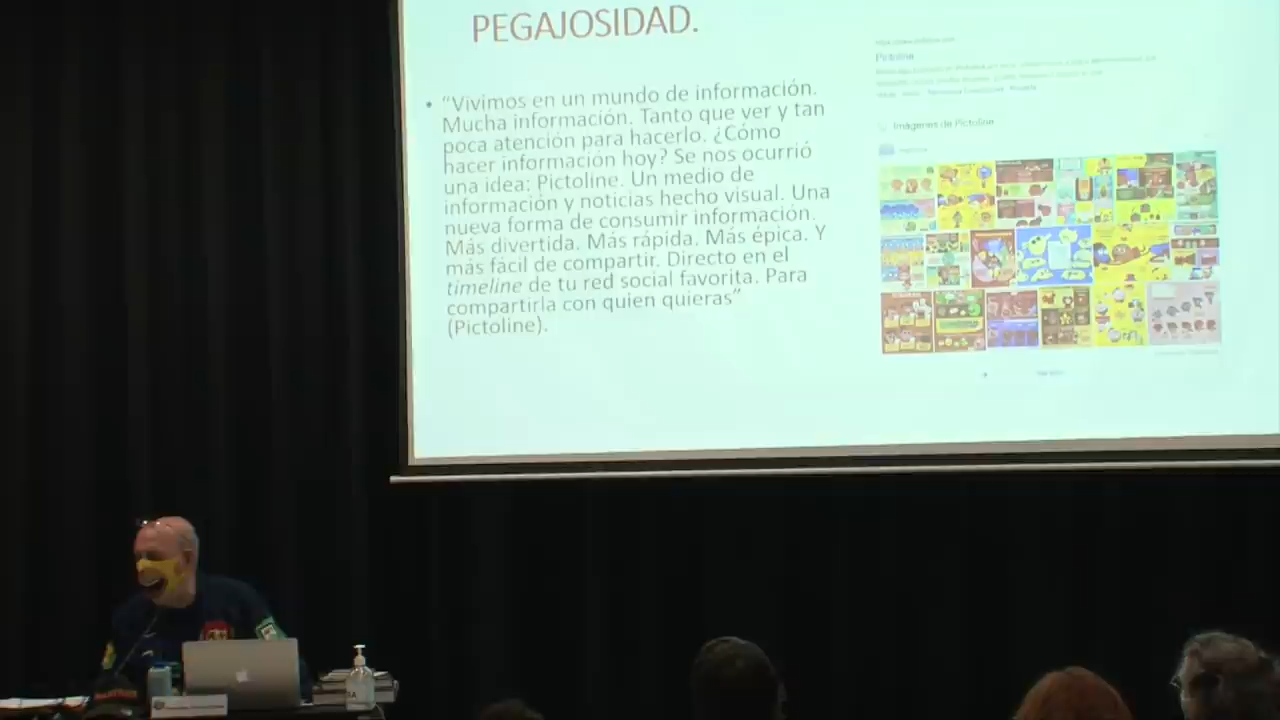 PEGAJOSIDAD.
• “Vivimos en un mundo de información.
Mucha información. Tanto que ver y tan
poca atención para hacerlo. ¿Cómo
hacer información hoy? Se nos ocurrió
una idea: Pictoline. Un medio de
información y noticias hecho visual. Una
nueva forma de consumir información.
Más divertida. Más rápida. Más épica. Y
más fácil de compartir. Directo en el
timeline de tu red social favorita. Para
compartirla con quien quieras”
(Pictoline).
Pictoline
Imágenes de Pictoline